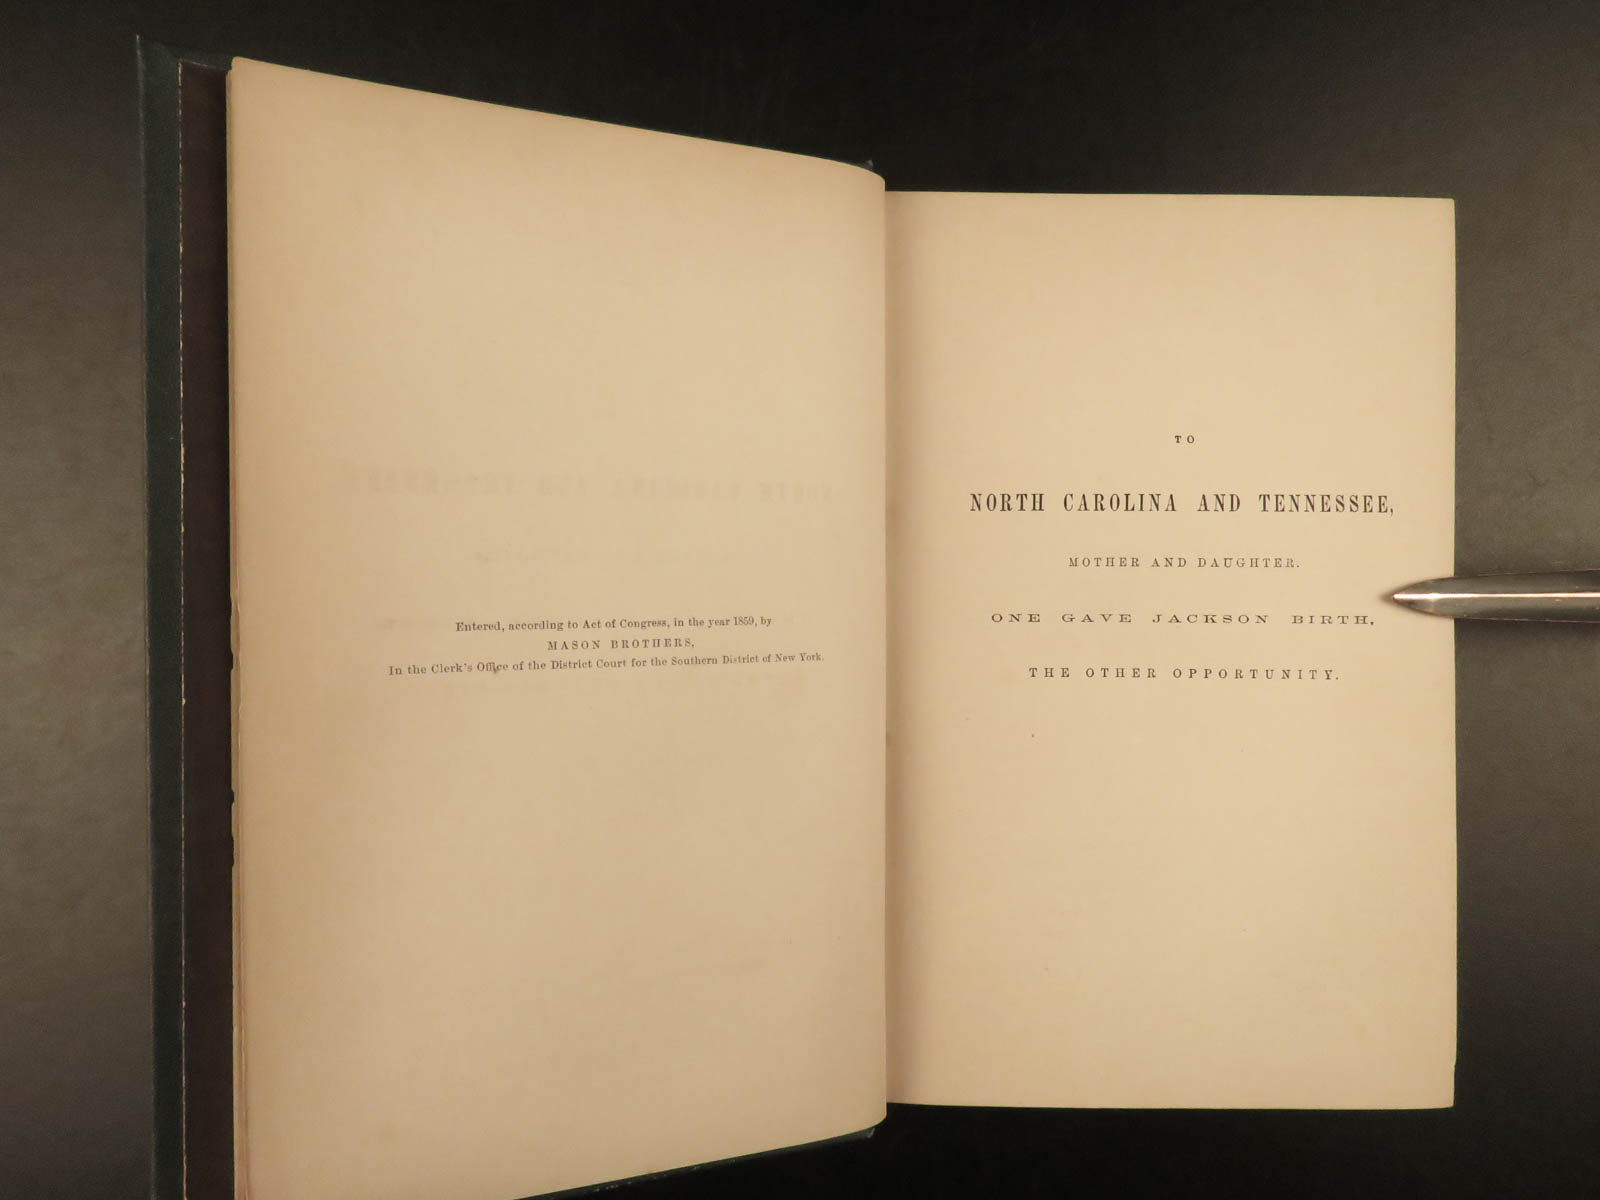 Entered, according to Act of Congress, in the year 1859, by
MASON BROTHERS,
In the Clerk's Office of the District Court for the Southern District of New York.
TO
NORTH CAROLINA AND TENNESSEE,
MOTHER AND DAUGHTER.
ONE GAVE JACKSON BIRTH,
THE OTHER OPPORTUNITY.